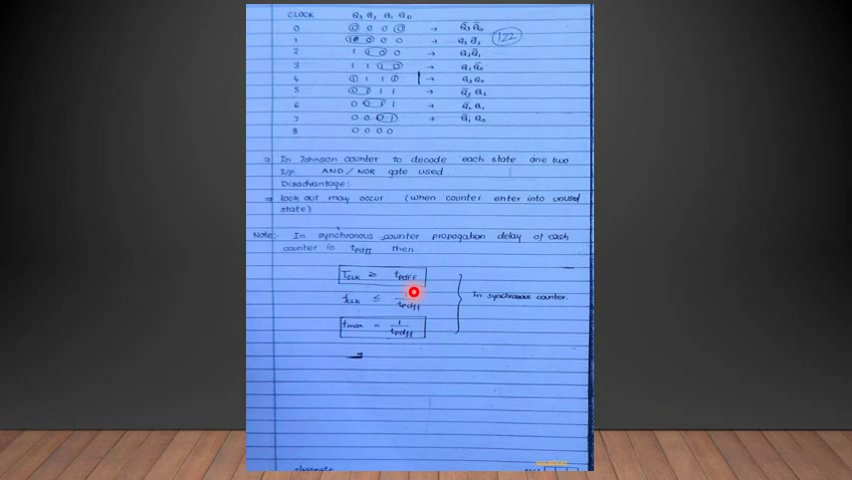 CLOCK Q3 Q2 Q1 Q0
0 0 0 0 0 → Q̅3 Q̅0
122
1 1 0 0 0 → Q3 Q̅2
2 1 1 0 0 → Q2 Q̅1
3 1 1 1 0 → Q1 Q̅0
4 1 1 1 1 → Q3 Q0
5 0 1 1 1 → Q̅3 Q2
6 0 0 1 1 → Q̅2 Q1
7 0 0 0 1 → Q̅1 Q0
8 0 0 0 0
⇒ In Johnson counter to decode each state one two
I/p AND/NOR gate used.
Disadvantage:
⇒ lock out may occur. (when counter enter into unused
state)
Note:- In synchronous counter propagation delay of each
counter is tpdff then
TCLK ≥ tpdff
fCLK ≤ 1/tpdff
In synchronous counter.
fmax = 1/tpdff